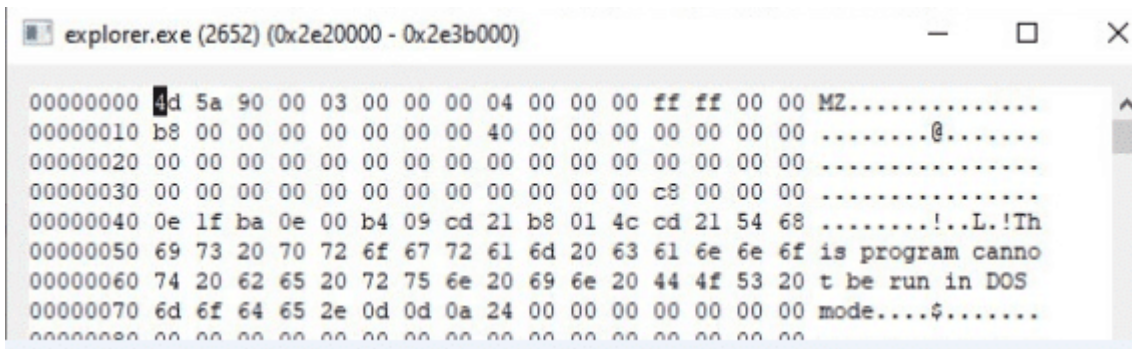 explorer.exe (2652) (0x2e20000 - 0x2e3b000)
00000000 4d 5a 90 00 03 00 00 00 04 00 00 00 ff ff 00 00 MZ..............
00000010 b8 00 00 00 00 00 00 00 40 00 00 00 00 00 00 00 ........@.......
00000020 00 00 00 00 00 00 00 00 00 00 00 00 00 00 00 00 ................
00000030 00 00 00 00 00 00 00 00 00 00 00 00 c8 00 00 00 ................
00000040 0e 1f ba 0e 00 b4 09 cd 21 b8 01 4c cd 21 54 68 ........!..L.!Th
00000050 69 73 20 70 72 6f 67 72 61 6d 20 63 61 6e 6e 6f is program canno
00000060 74 20 62 65 20 72 75 6e 20 69 6e 20 44 4f 53 20 t be run in DOS
00000070 6d 6f 64 65 2e 0d 0d 0a 24 00 00 00 00 00 00 00 mode....$.......